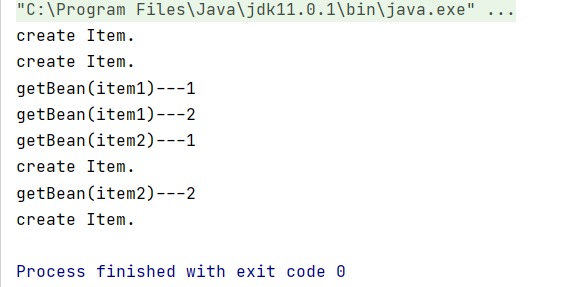 "C:\Program Files\Java\jdk11.0.1\bin\java.exe" ...
create Item.
create Item.
getBean(item1)---1
getBean(item1)---2
getBean(item2)---1
create Item.
getBean(item2)---2
create Item.
Process finished with exit code 0